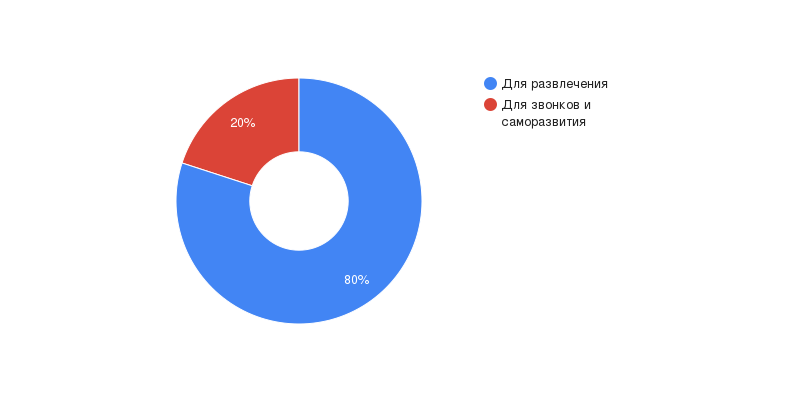 Для развлечения
Для звонков и
саморазвития
20%
80%